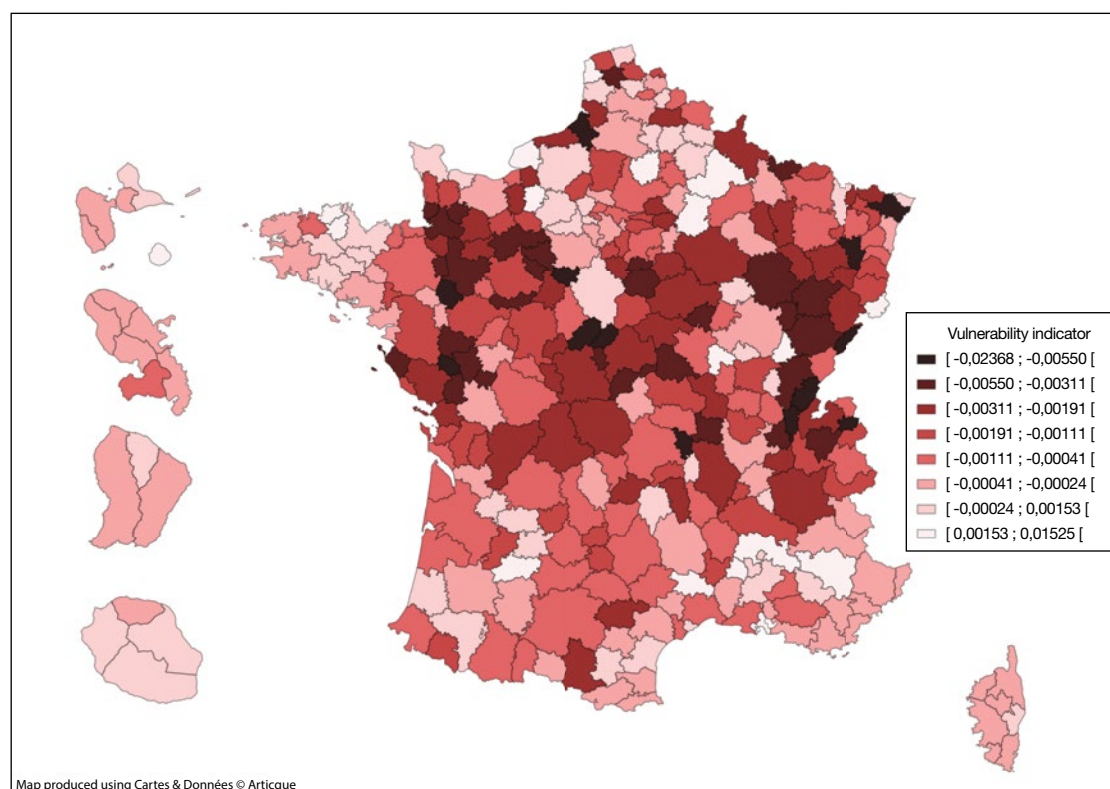 Vulnerability indicator
[ -0,02368 ; -0,00550 [
[ -0,00550 ; -0,00311 [
[ -0,00311 ; -0,00191 [
[ -0,00191 ; -0,00111 [
[ -0,00111 ; -0,00041 [
[ -0,00041 ; -0,00024 [
[ -0,00024 ; 0,00153 [
[ 0,00153 ; 0,01525 [
Map produced using Cartes & Données © Articque